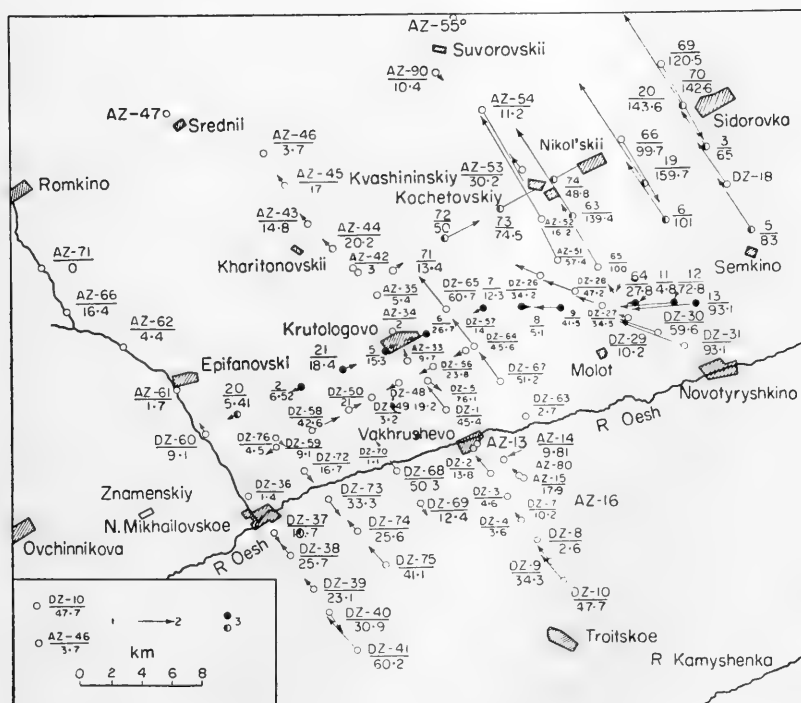 AZ-55
Suvorovskii
AZ-90
10.4
69
120.5
70
142.6
20
143.6
Sidorovka
AZ-54
11.2
AZ-47
Srednii
Nikol'skii
66
99.7
3
65
AZ-46
3.7
AZ-53
30.2
19
159.7
DZ-18
AZ-45
17
Kvashininskiy
74
48.8
Romkino
Kochetovskiy
63
139.4
AZ-43
14.8
72
50
73
74.5
AZ-52
16.2
6
101
5
83
AZ-44
20.2
Kharitonovskii
AZ-42
3
71
13.4
AZ-51
57.4
65
100
Semkino
AZ-71
0
AZ-35
5.4
DZ-65
60.7
7
12.3
DZ-26
34.2
DZ-28
47.2
64
27.8
11
4.8
12
72.8
13
93.1
AZ-66
16.4
AZ-34
2
6
26.7
DZ-57
14
8
5.1
9
41.5
DZ-27
34.5
DZ-30
59.6
AZ-62
4.4
Krutologovo
DZ-64
45.6
DZ-29
10.2
DZ-31
93.1
21
18.4
5
15.3
AZ-33
9.7
DZ-56
23.8
Molot
Epifanovski
DZ-67
51.2
AZ-61
1.7
20
5.41
2
6.52
DZ-50
21
DZ-48
19.2
DZ-49
3.2
DZ-5
76.1
DZ-1
45.4
DZ-63
2.7
Novotyryshkino
DZ-58
42.6
R Oesh
DZ-60
9.1
DZ-76
4.5
DZ-59
9.1
Vakhrushevo
AZ-13
AZ-14
9.81
DZ-72
16.7
DZ-70
1.1
DZ-68
50.3
DZ-2
13.8
AZ-80
AZ-15
17.9
DZ-36
1.4
Znamenskiy
DZ-73
33.3
DZ-69
12.4
DZ-3
4.6
DZ-7
10.2
AZ-16
N. Mikhailovskoe
DZ-37
10.7
DZ-74
25.6
DZ-4
3.6
DZ-8
2.6
Ovchinnikova
R Oesh
DZ-38
25.7
DZ-75
41.1
DZ-9
34.3
DZ-10
47.7
DZ-39
23.1
DZ-40
30.9
Troitskoe
DZ-41
60.2
R Kamyshenka
DZ-10
47.7
1
2
3
AZ-46
3.7
km
0 2 4 6 8